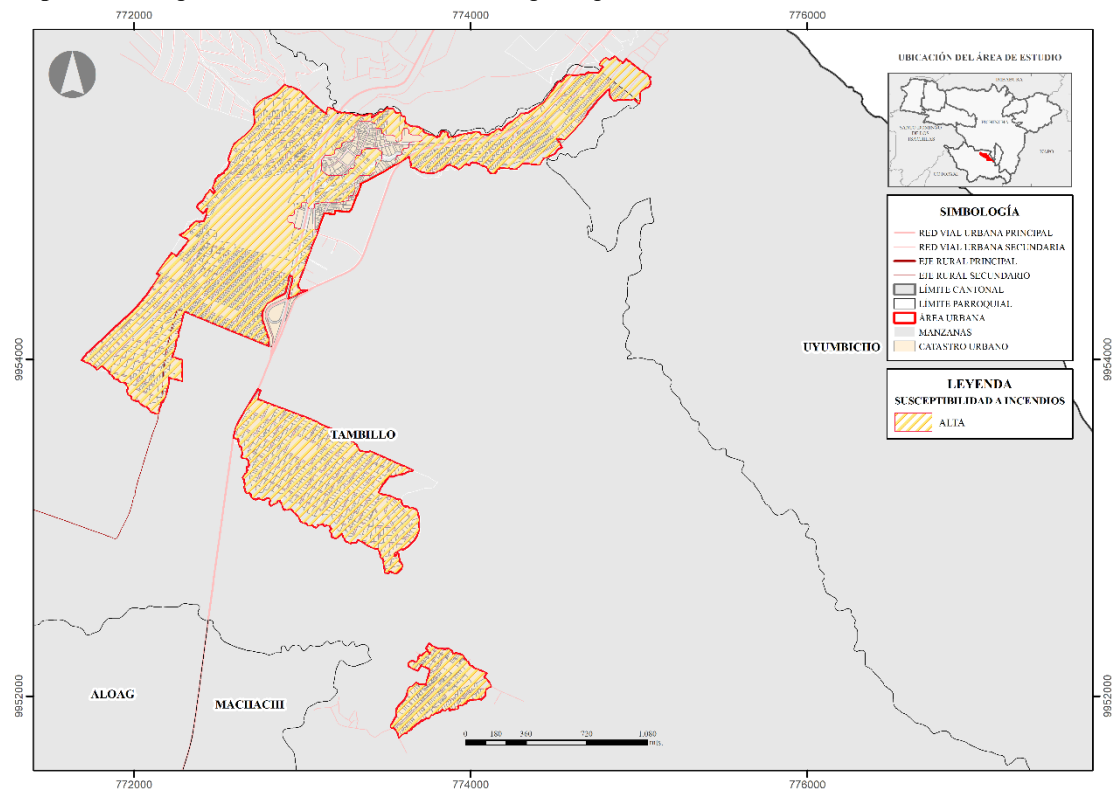 772000 774000 776000
UBICACIÓN DEL ÁREA DE ESTUDIO
SIMBOLOGÍA
RED VIAL URBANA PRINCIPAL
RED VIAL URBANA SECUNDARIA
EJE RURAL PRINCIPAL
EJE RURAL SECUNDARIO
LÍMITE CANTONAL
LÍMITE PARROQUIAL
ÁREA URBANA
MANZANAS
CATASTRO URBANO
9954000
UYUMBICHO
9954000
LEYENDA
SUSCEPTIBILIDAD A INCENDIOS
ALTA
TAMBILLO
ALOAG
MACHACHI
9952000
9952000
0 180 360 720 1.080
772000 774000 776000